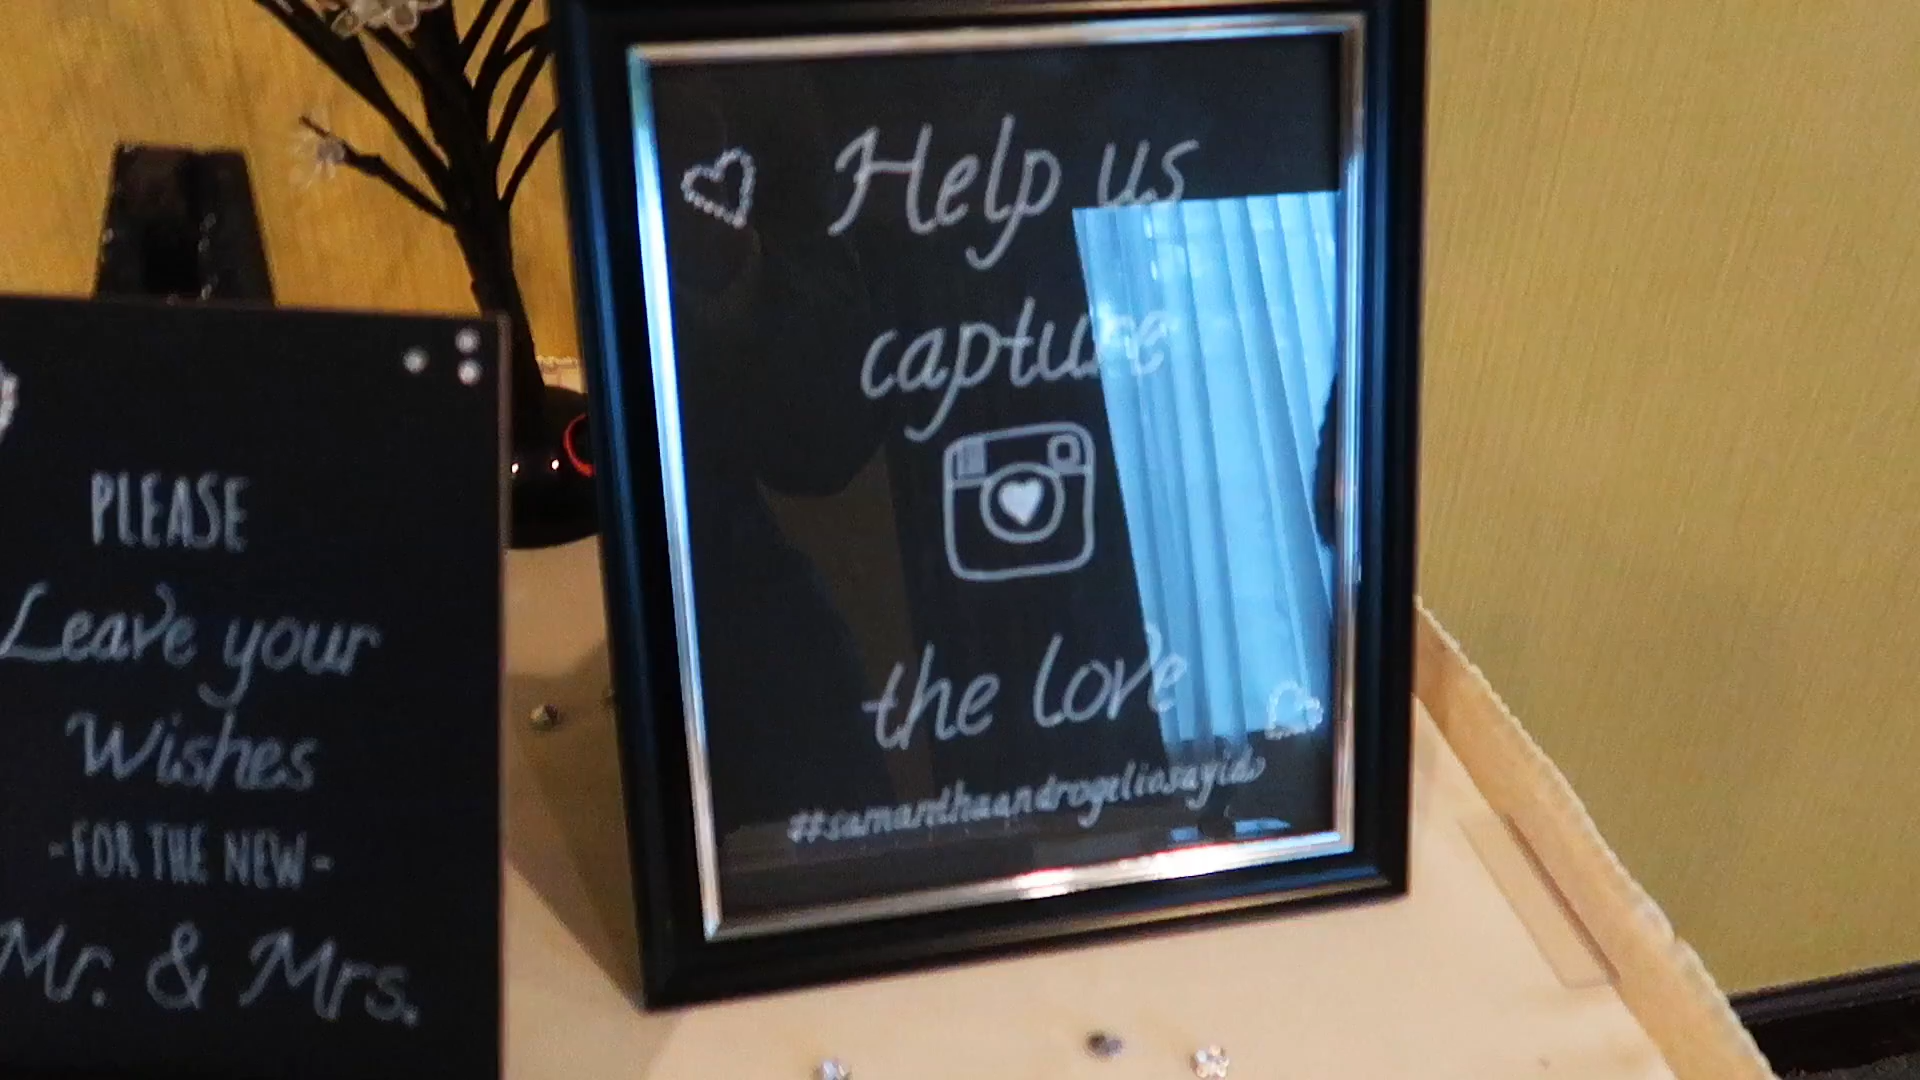 Help us
capture
the love
#samanthaandrogeliosayido
PLEASE
Leave your
Wishes
-FOR THE NEW-
Mr. & Mrs.